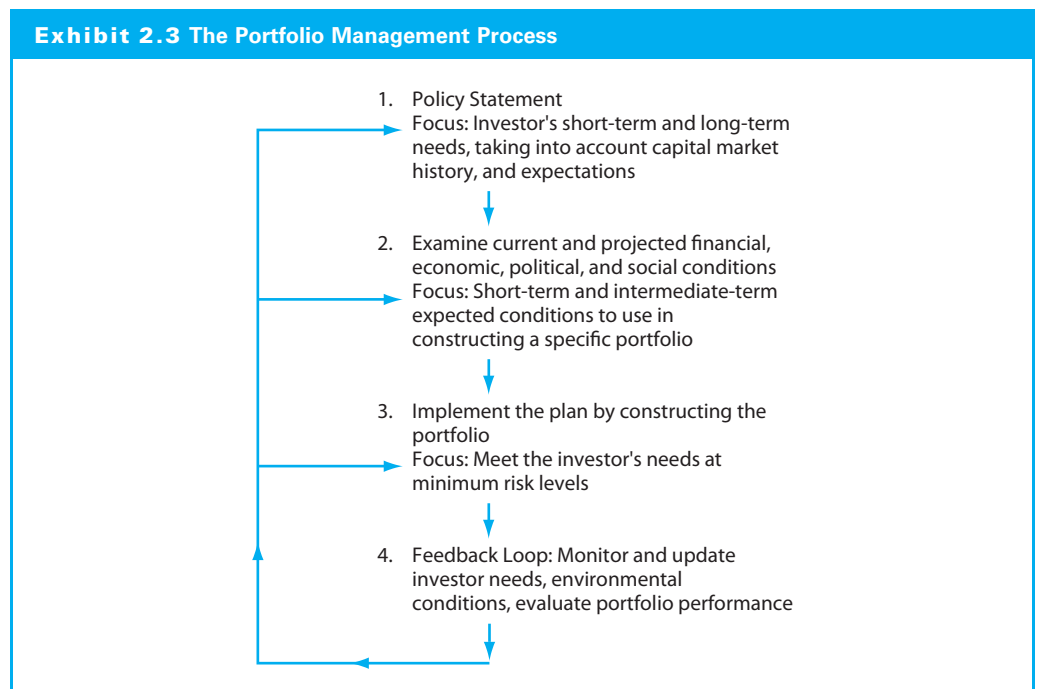 Exhibit 2.3 The Portfolio Management Process
1. Policy Statement
Focus: Investor's short-term and long-term
needs, taking into account capital market
history, and expectations
2. Examine current and projected financial,
economic, political, and social conditions
Focus: Short-term and intermediate-term
expected conditions to use in
constructing a specific portfolio
3. Implement the plan by constructing the
portfolio
Focus: Meet the investor's needs at
minimum risk levels
4. Feedback Loop: Monitor and update
investor needs, environmental
conditions, evaluate portfolio performance